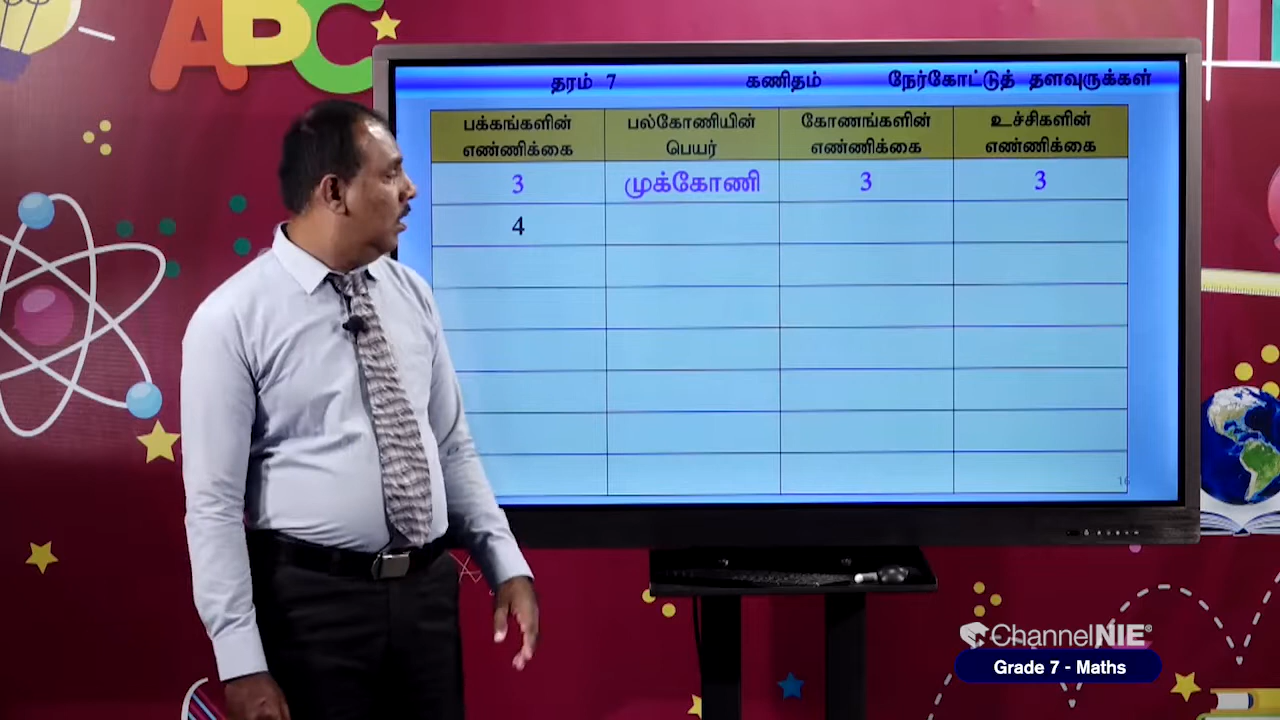 ABC
தரம் 7 கணிதம் நேர்கோட்டுத் தளவுருக்கள்
பக்கங்களின் எண்ணிக்கை பல்கோணியின் பெயர் கோணங்களின் எண்ணிக்கை உச்சிகளின் எண்ணிக்கை
3 முக்கோணி 3 3
4
16
ChannelNIE®
Grade 7 - Maths